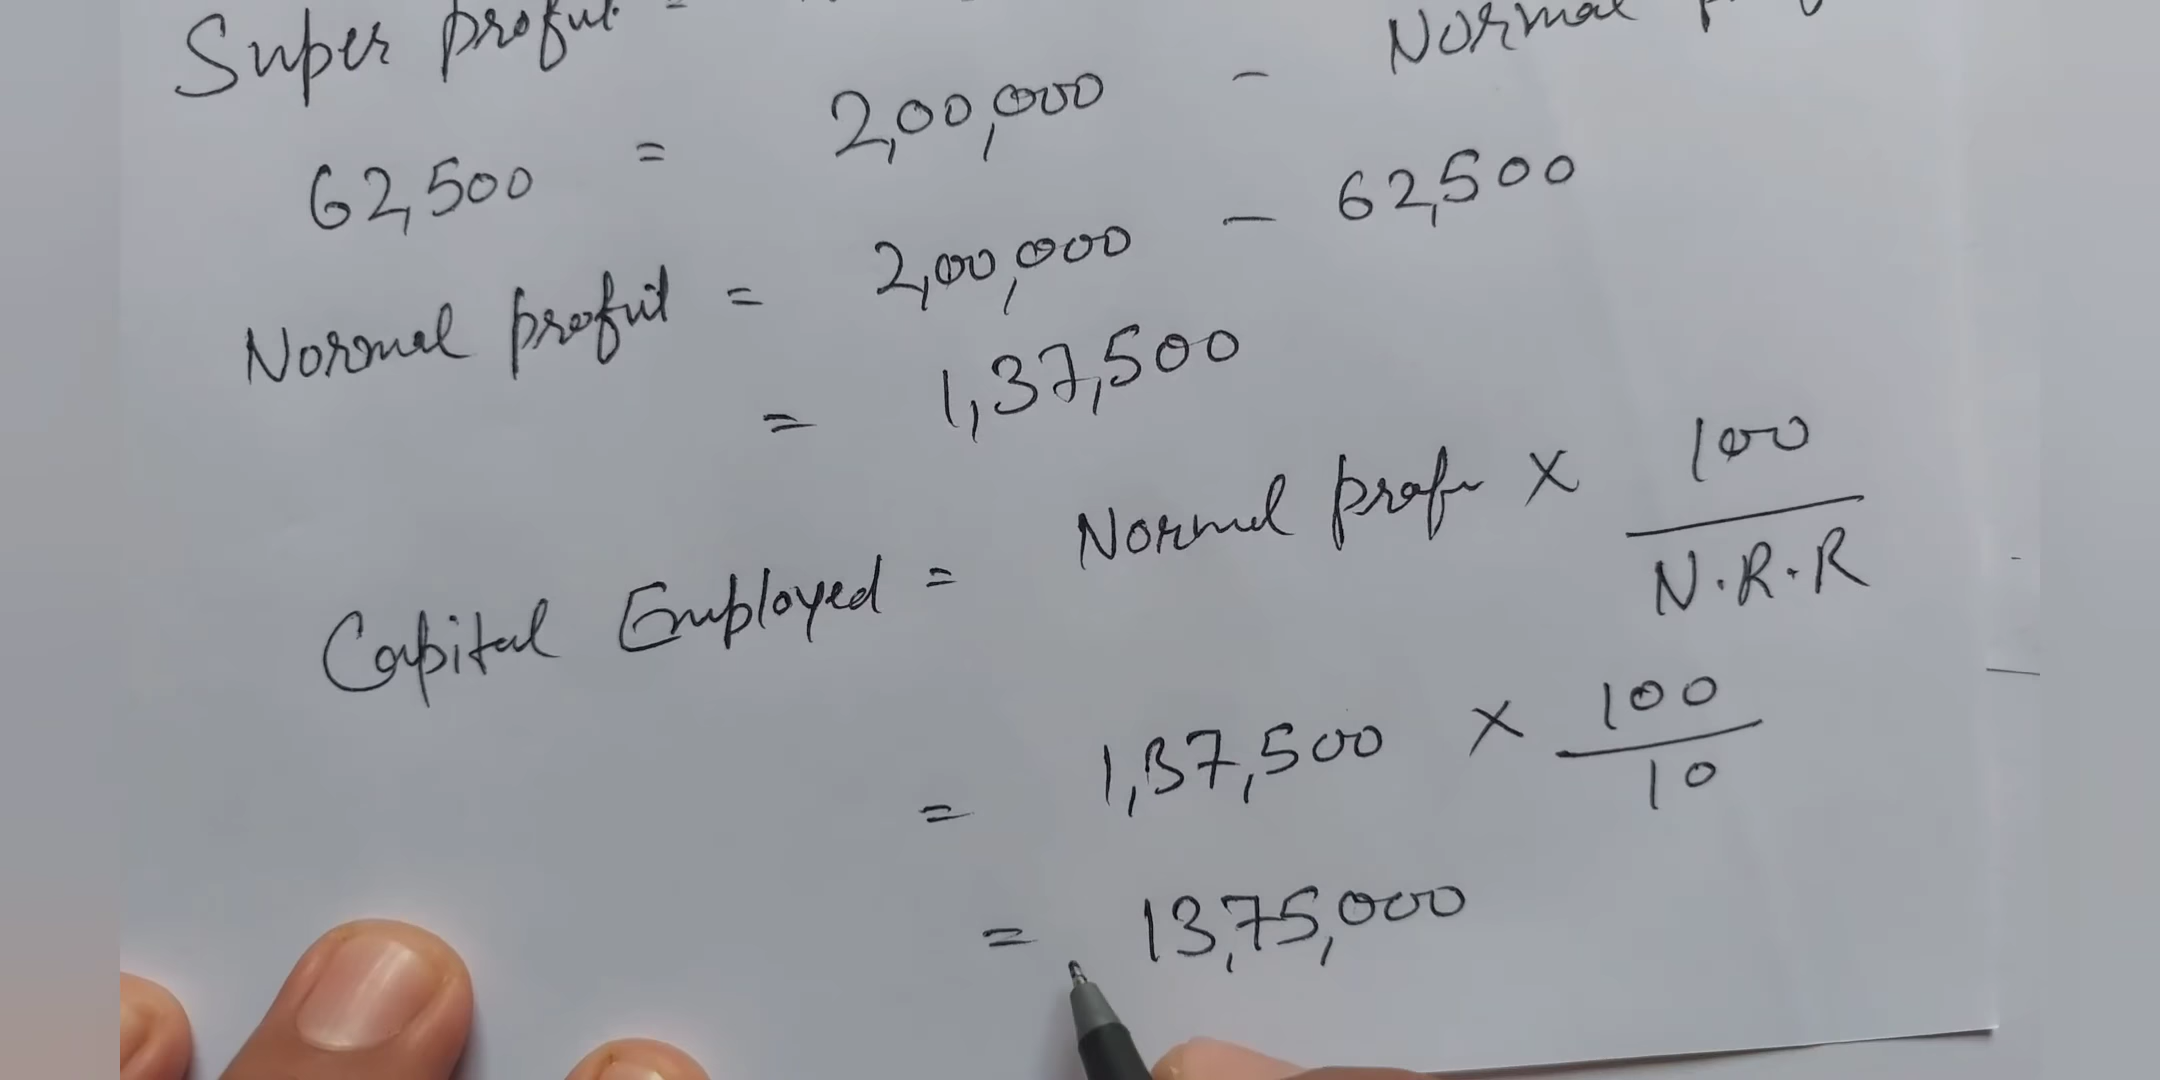 Super profit =
62,500 = 2,00,000 - Normal
Normal profit = 2,00,000 - 62,500
= 1,37,500
Capital Employed = Normal prof × 100 / N.R.R
= 1,37,500 × 100 / 10
= 13,75,000